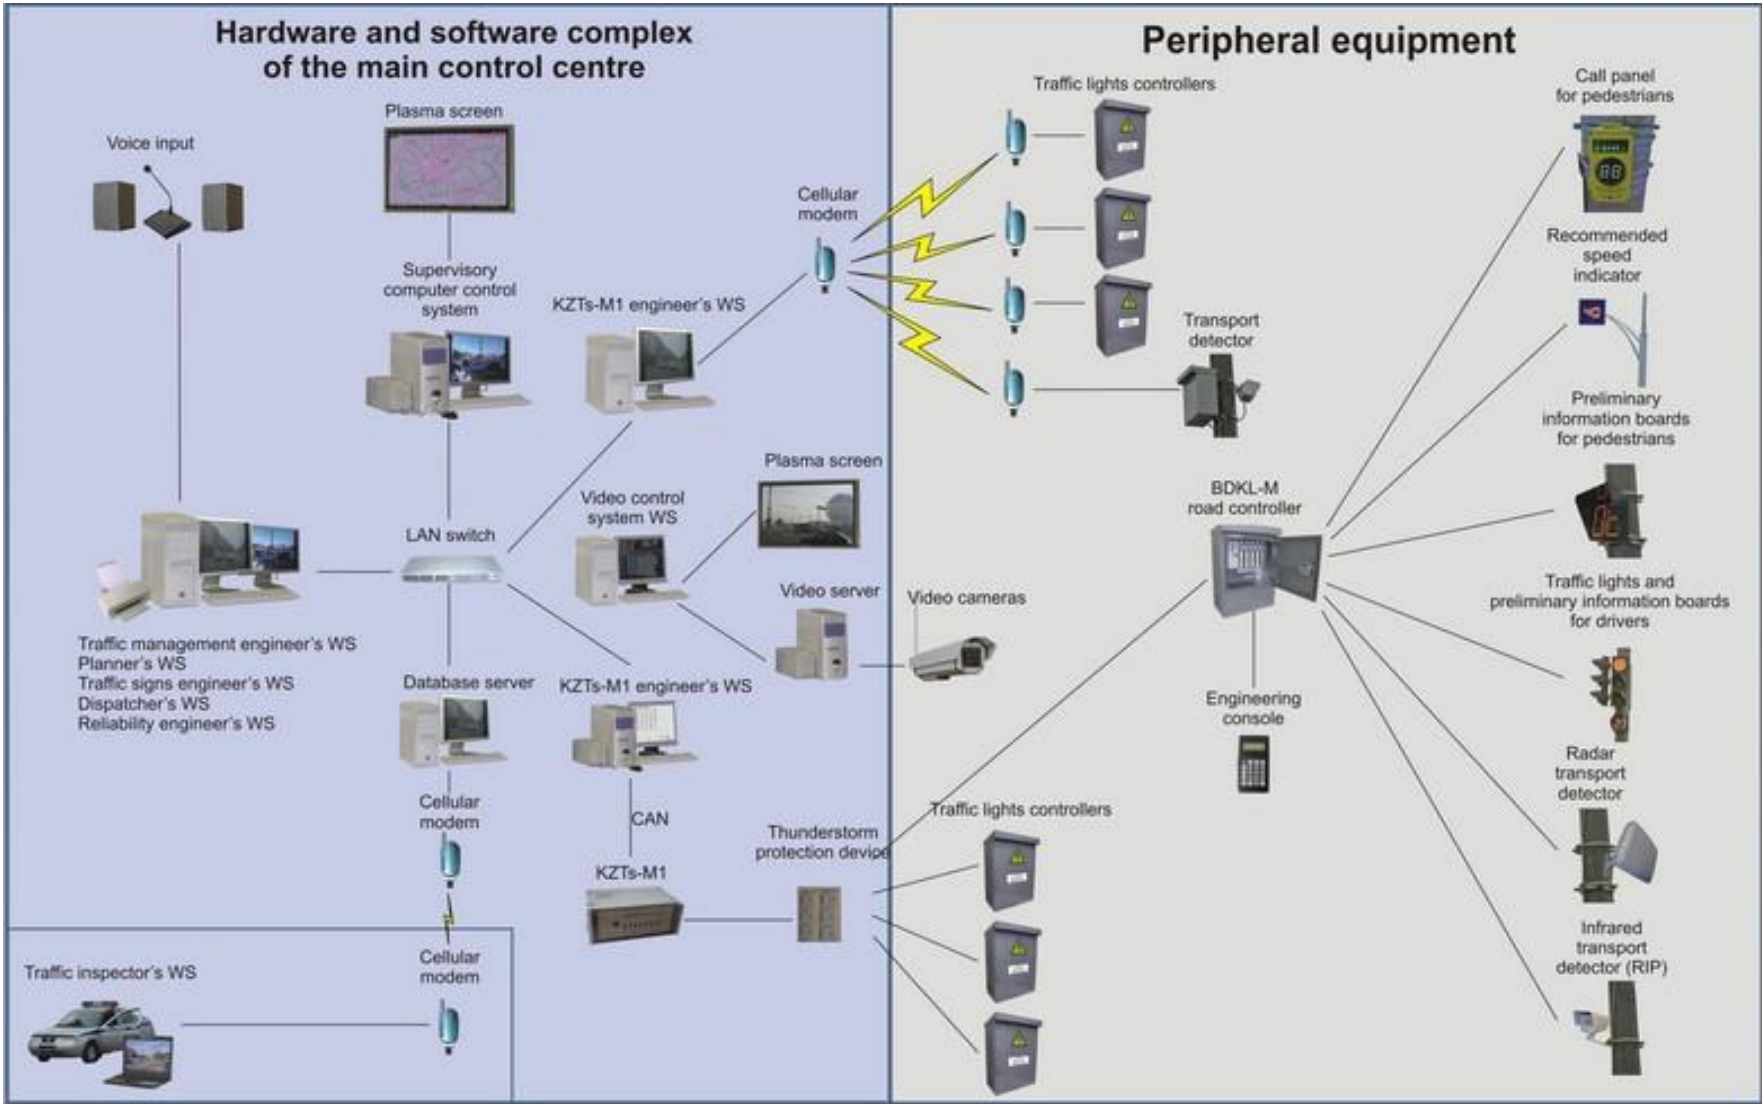 Hardware and software complex
of the main control centre
Plasma screen
Voice input
Cellular
modem
Supervisory
computer control
system
KZTs-M1 engineer's WS
Plasma screen
Video control
system WS
LAN switch
Video server
Traffic management engineer's WS
Planner's WS
Traffic signs engineer's WS
Dispatcher's WS
Reliability engineer's WS
Database server
KZTs-M1 engineer's WS
Cellular
modem
CAN
Thunderstorm
protection device
KZTs-M1
Cellular
modem
Traffic inspector's WS
Peripheral equipment
Traffic lights controllers
Call panel
for pedestrians
Recommended
speed
indicator
Transport
detector
Preliminary
information boards
for pedestrians
BDKL-M
road controller
Traffic lights and
preliminary information boards
for drivers
Video cameras
Engineering
console
Radar
transport
detector
Traffic lights controllers
Infrared
transport
detector (RIP)